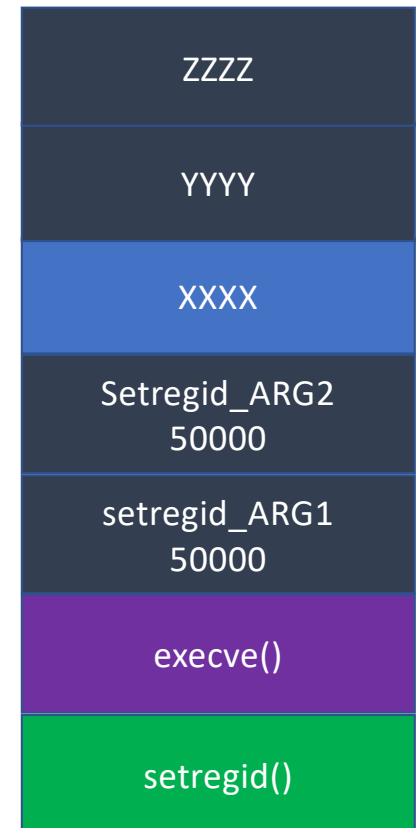 ZZZZ
YYYY
XXXX
Setregid_ARG2
50000
setregid_ARG1
50000
execve()
setregid()